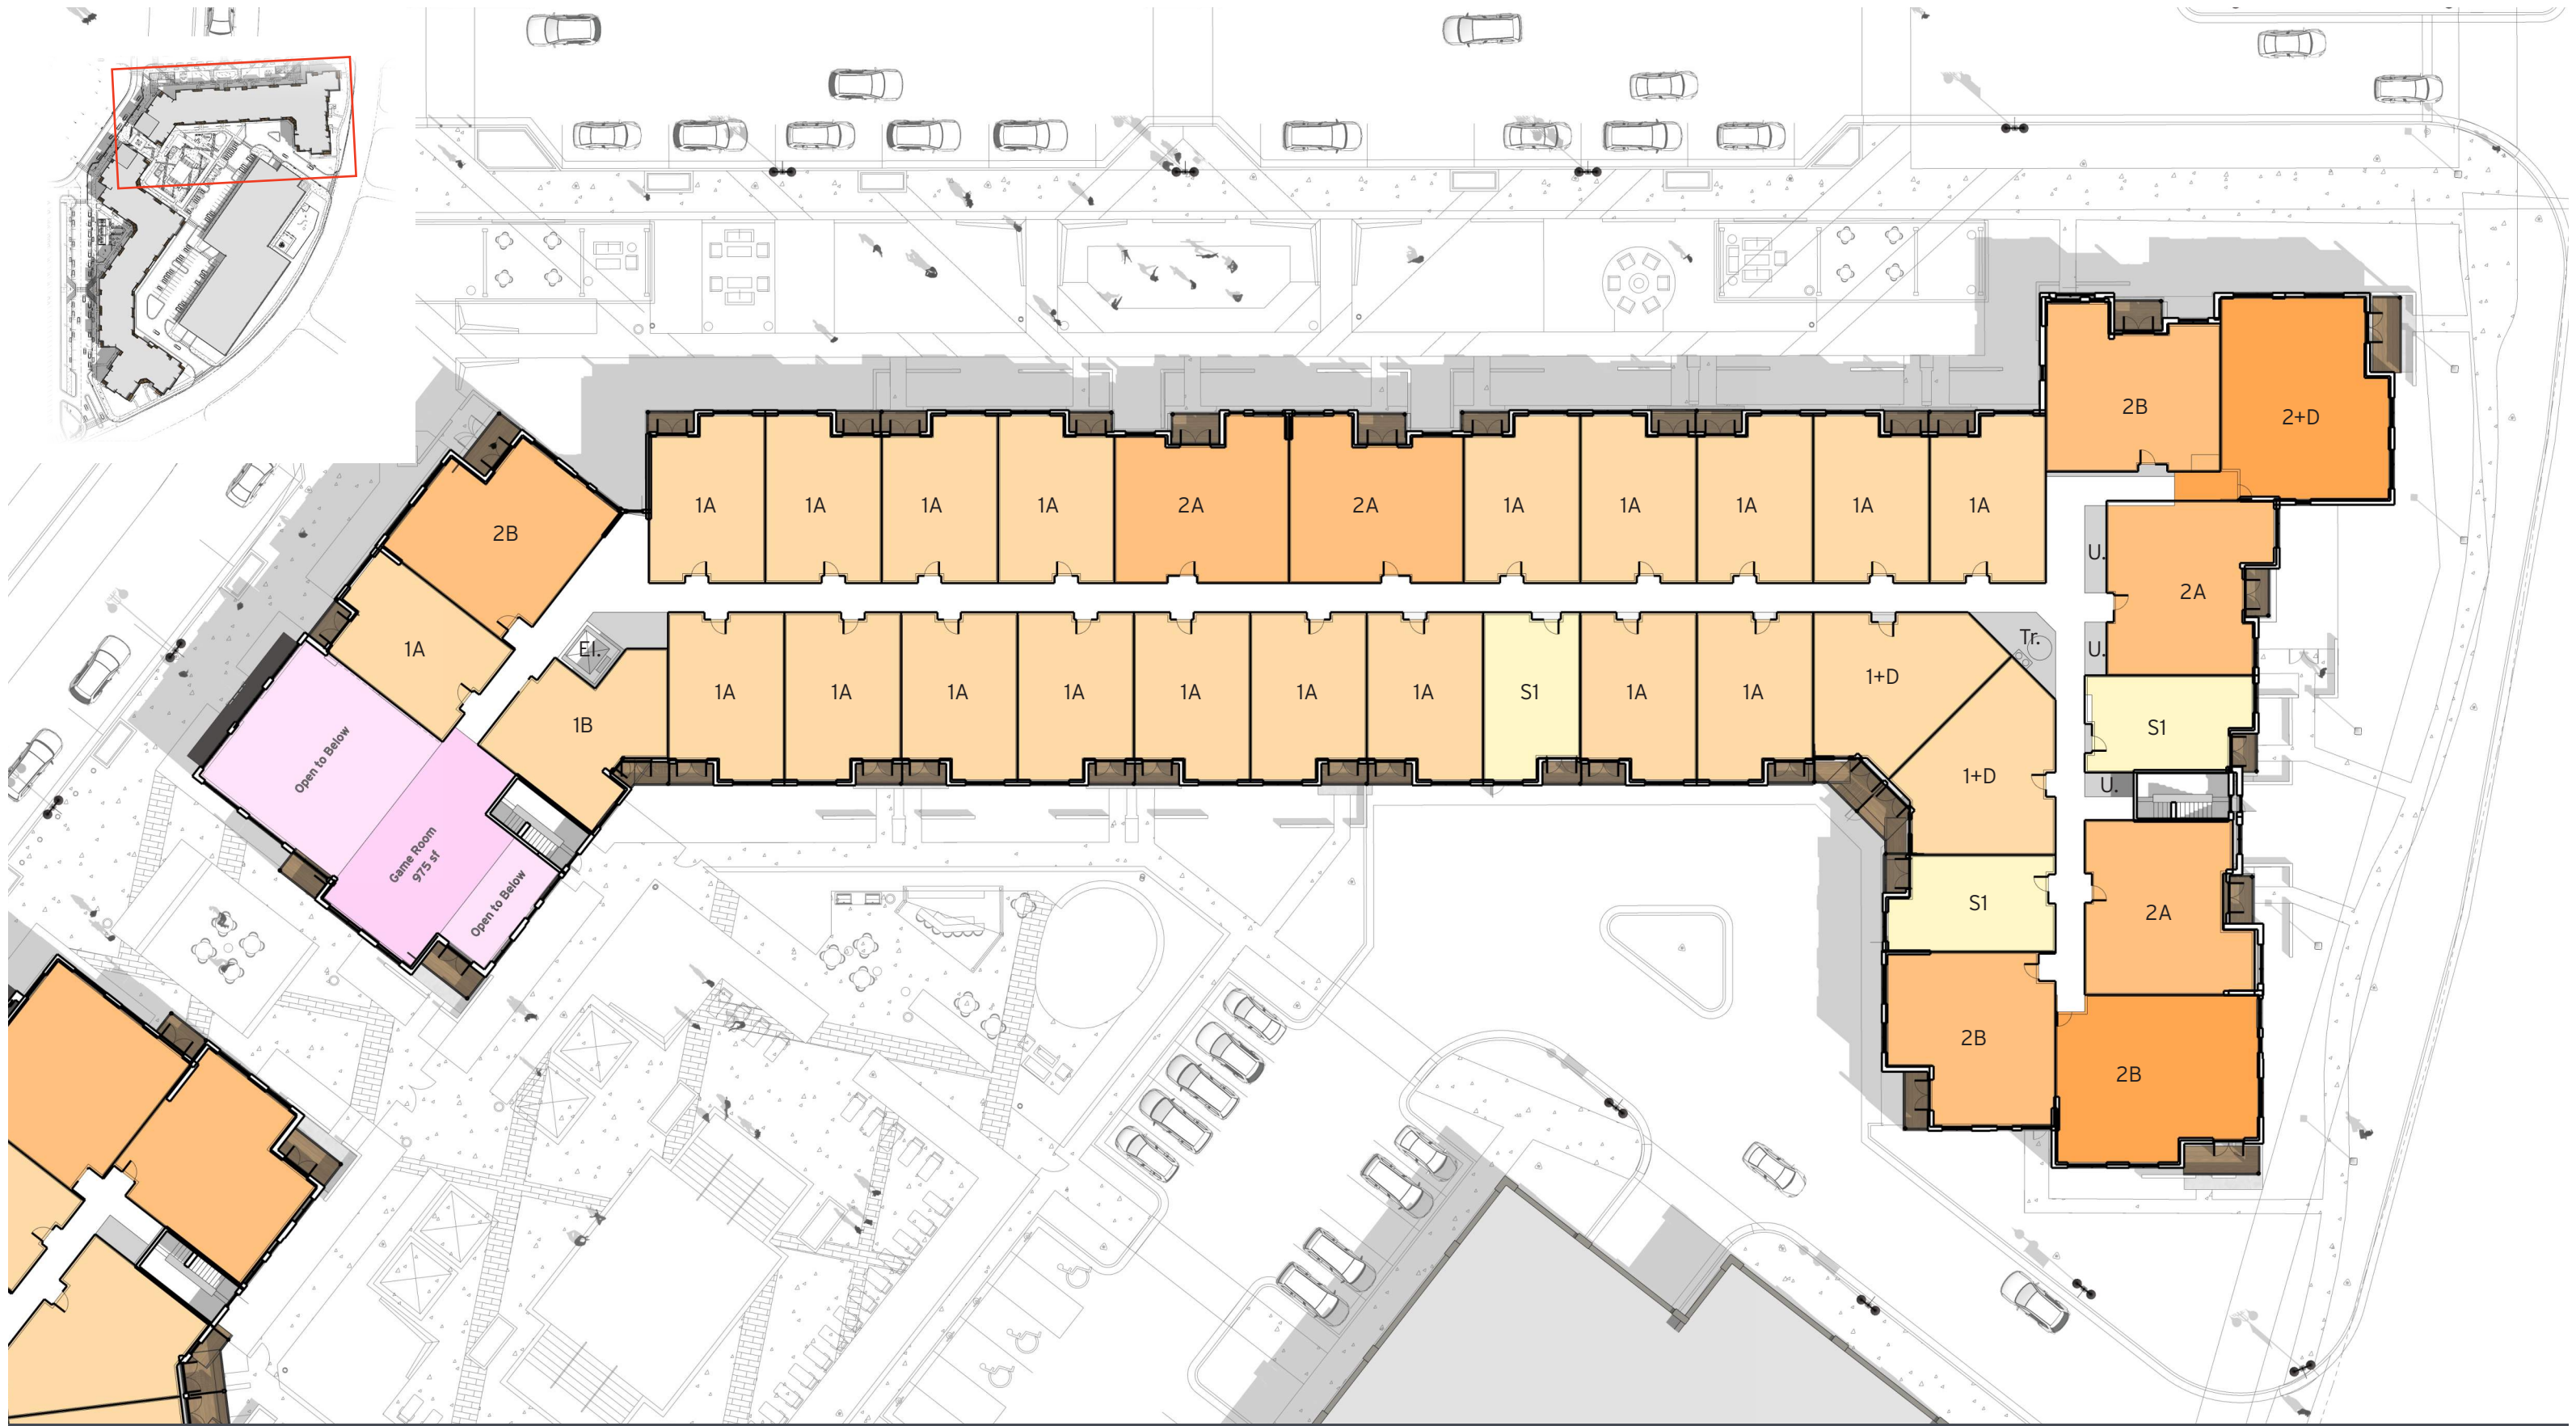 2B
2+D
1A
1A
1A
1A
2A
2A
1A
1A
1A
1A
1A
2B
U.
2A
1A
El.
Tr.
U.
1B
1A
1A
1A
1A
1A
1A
1A
S1
1A
1A
1+D
S1
Open to Below
1+D
U.
Game Room
975 sf
Open to Below
S1
2A
2B
2B